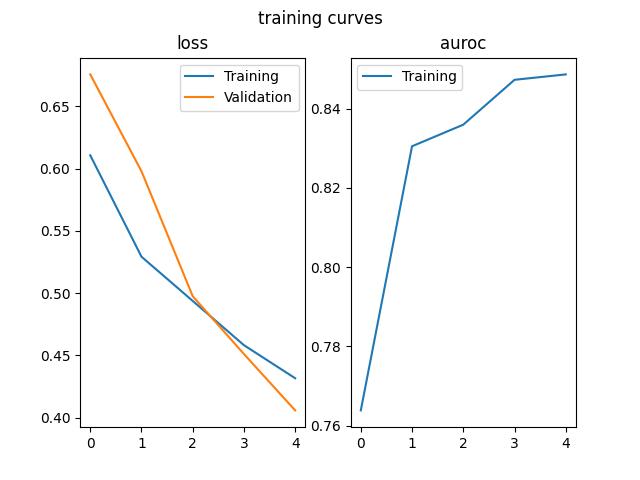 training curves
loss
Training
Validation
0.65
0.60
0.55
0.50
0.45
0.40
0 1 2 3 4
auroc
Training
0.84
0.82
0.80
0.78
0.76
0 1 2 3 4